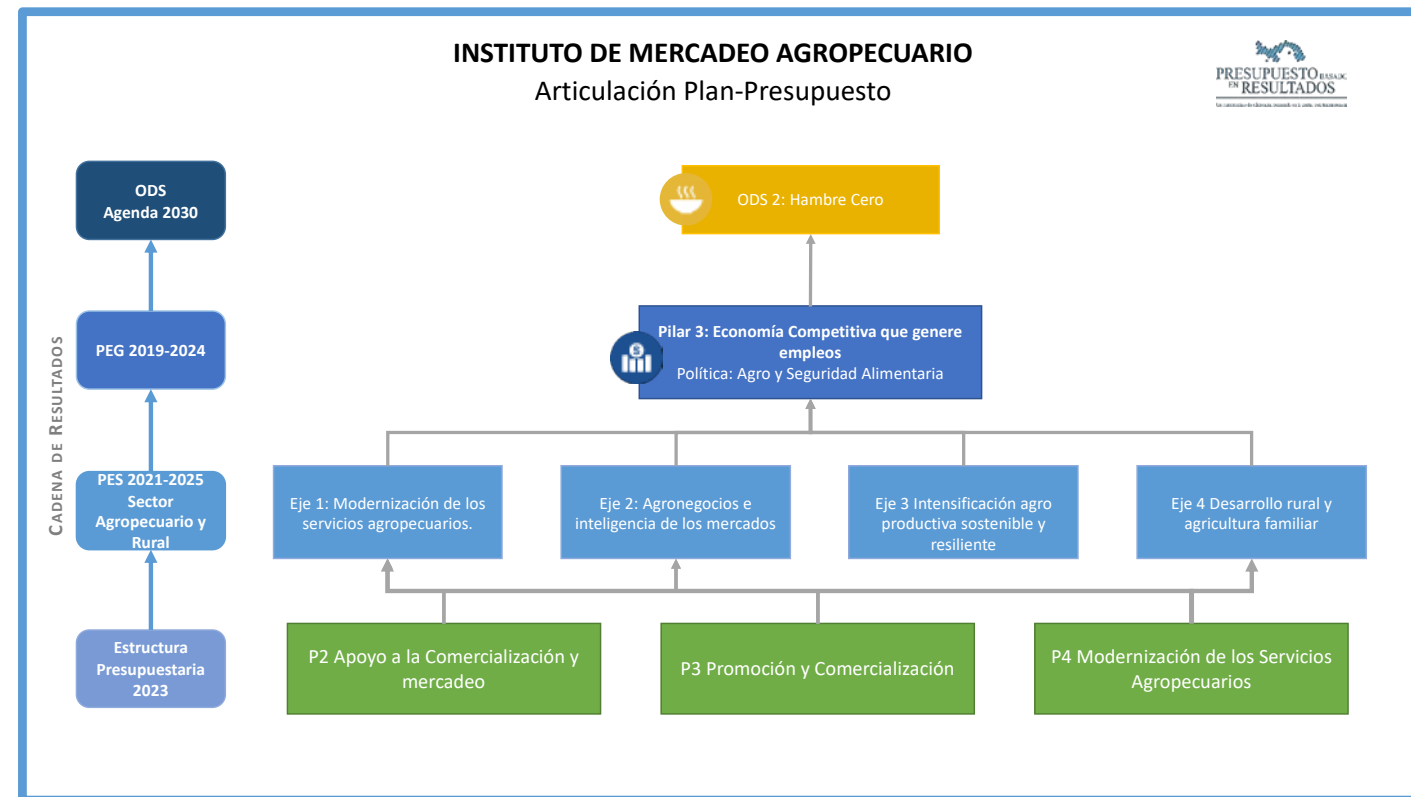 INSTITUTO DE MERCADEO AGROPECUARIO
Articulación Plan-Presupuesto
PRESUPUESTO BASADO
EN RESULTADOS
CADENA DE RESULTADOS
ODS
Agenda 2030
ODS 2: Hambre Cero
PEG 2019-2024
Pilar 3: Economía Competitiva que genere
empleos
Política: Agro y Seguridad Alimentaria
PES 2021-2025
Sector
Agropecuario y
Rural
Eje 1: Modernización de los
servicios agropecuarios.
Eje 2: Agronegocios e
inteligencia de los mercados
Eje 3 Intensificación agro
productiva sostenible y
resiliente
Eje 4 Desarrollo rural y
agricultura familiar
Estructura
Presupuestaria
2023
P2 Apoyo a la Comercialización y
mercadeo
P3 Promoción y Comercialización
P4 Modernización de los Servicios
Agropecuarios